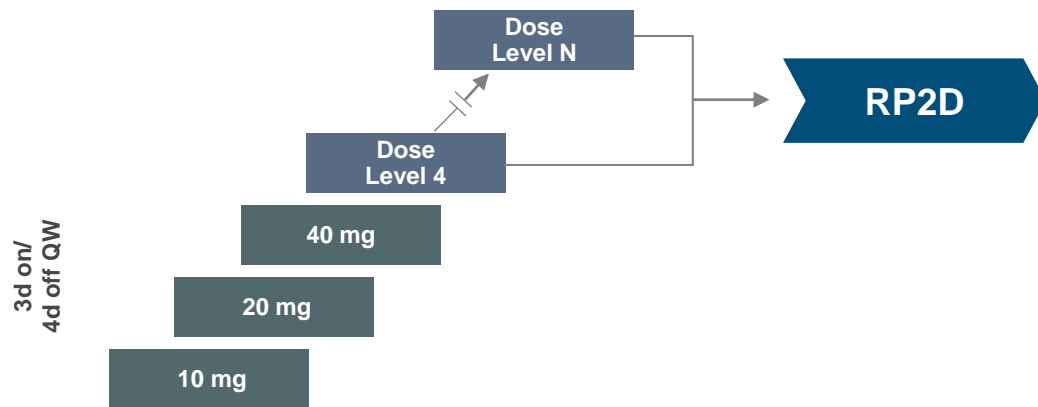 Dose
Level N
RP2D
Dose
Level 4
40 mg
3d on/
4d off QW
20 mg
10 mg